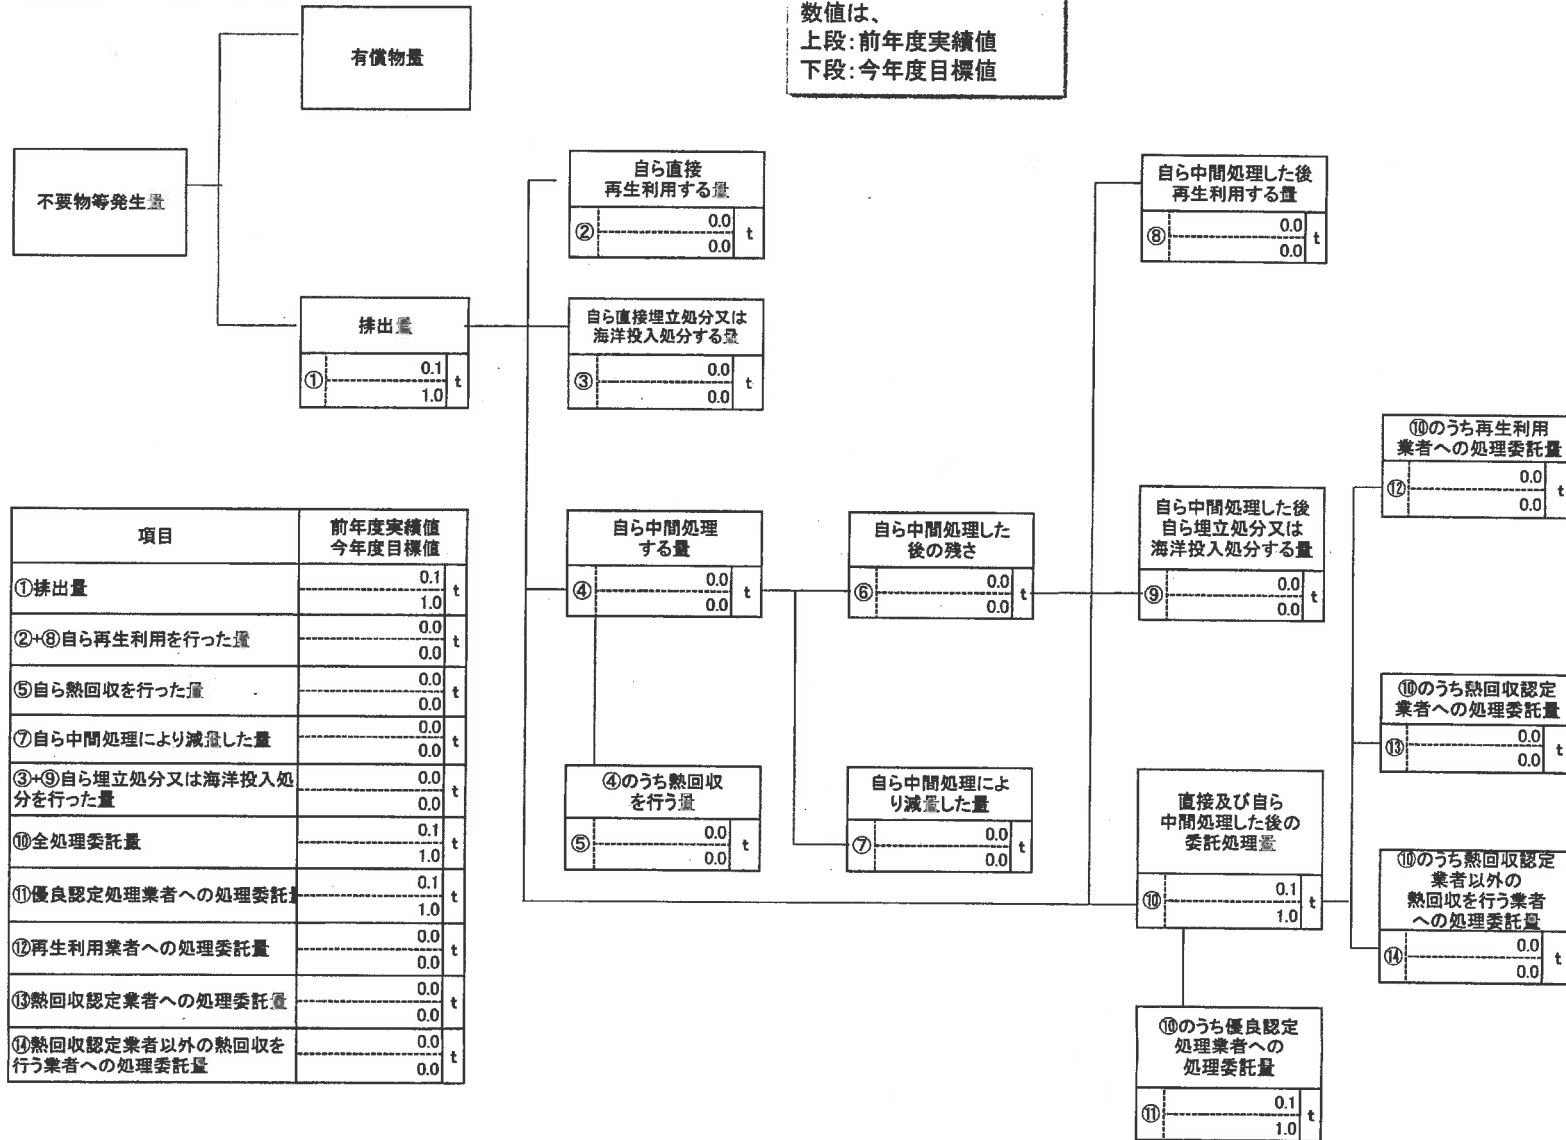 数値は、
上段：前年度実績値
下段：今年度目標値
有償物量
不要物等発生量
排出量
①
0.1
1.0
t
自ら直接
再生利用する量
②
0.0
0.0
t
自ら直接埋立処分又は
海洋投入処分する量
③
0.0
0.0
t
自ら中間処理
する量
④
0.0
0.0
t
④のうち熱回収
を行う量
⑤
0.0
0.0
t
自ら中間処理した
後の残さ
⑥
0.0
0.0
t
自ら中間処理によ
り減量した量
⑦
0.0
0.0
t
自ら中間処理した後
再生利用する量
⑧
0.0
0.0
t
自ら中間処理した後
自ら埋立処分又は
海洋投入処分する量
⑨
0.0
0.0
t
直接及び自ら
中間処理した後の
委託処理量
⑩
0.1
1.0
t
⑩のうち優良認定
処理業者への
処理委託量
⑪
0.1
1.0
t
⑩のうち再生利用
業者への処理委託量
⑫
0.0
0.0
t
⑩のうち熱回収認定
業者への処理委託量
⑬
0.0
0.0
t
⑩のうち熱回収認定
業者以外の
熱回収を行う業者
への処理委託量
⑭
0.0
0.0
t
項目
前年度実績値
今年度目標値
①排出量
0.1
1.0
t
②+⑧自ら再生利用を行った量
0.0
0.0
t
⑤自ら熱回収を行った量
0.0
0.0
t
⑦自ら中間処理により減量した量
0.0
0.0
t
③+⑨自ら埋立処分又は海洋投入処
分を行った量
0.0
0.0
t
⑩全処理委託量
0.1
1.0
t
⑪優良認定処理業者への処理委託量
0.1
1.0
t
⑫再生利用業者への処理委託量
0.0
0.0
t
⑬熱回収認定業者への処理委託量
0.0
0.0
t
⑭熱回収認定業者以外の熱回収を
行う業者への処理委託量
0.0
0.0
t